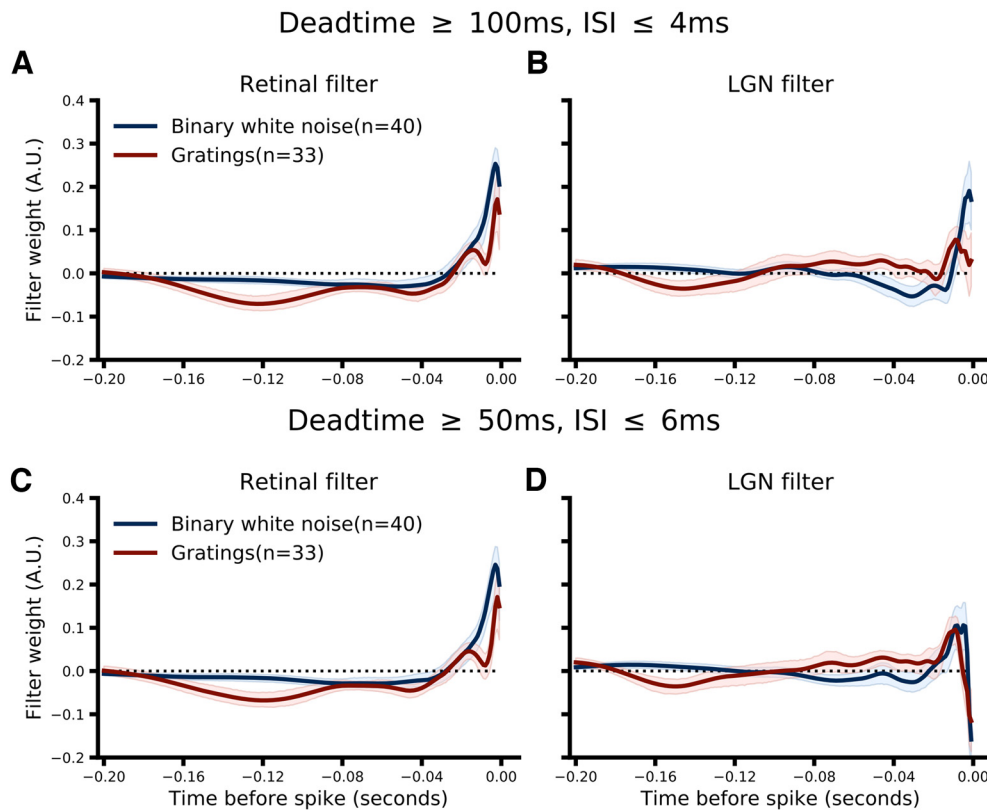 Deadtime ≥ 100ms, ISI ≤ 4ms
A
B
Retinal filter
LGN filter
Binary white noise(n=40)
Gratings(n=33)
Filter weight (A.U.)
0.4
0.3
0.2
0.1
0.0
−0.1
−0.2
−0.20 −0.16 −0.12 −0.08 −0.04 0.00
−0.20 −0.16 −0.12 −0.08 −0.04 0.00
Deadtime ≥ 50ms, ISI ≤ 6ms
C
D
Retinal filter
LGN filter
Binary white noise(n=40)
Gratings(n=33)
Filter weight (A.U.)
0.4
0.3
0.2
0.1
0.0
−0.1
−0.2
−0.20 −0.16 −0.12 −0.08 −0.04 0.00
−0.20 −0.16 −0.12 −0.08 −0.04 0.00
Time before spike (seconds)
Time before spike (seconds)